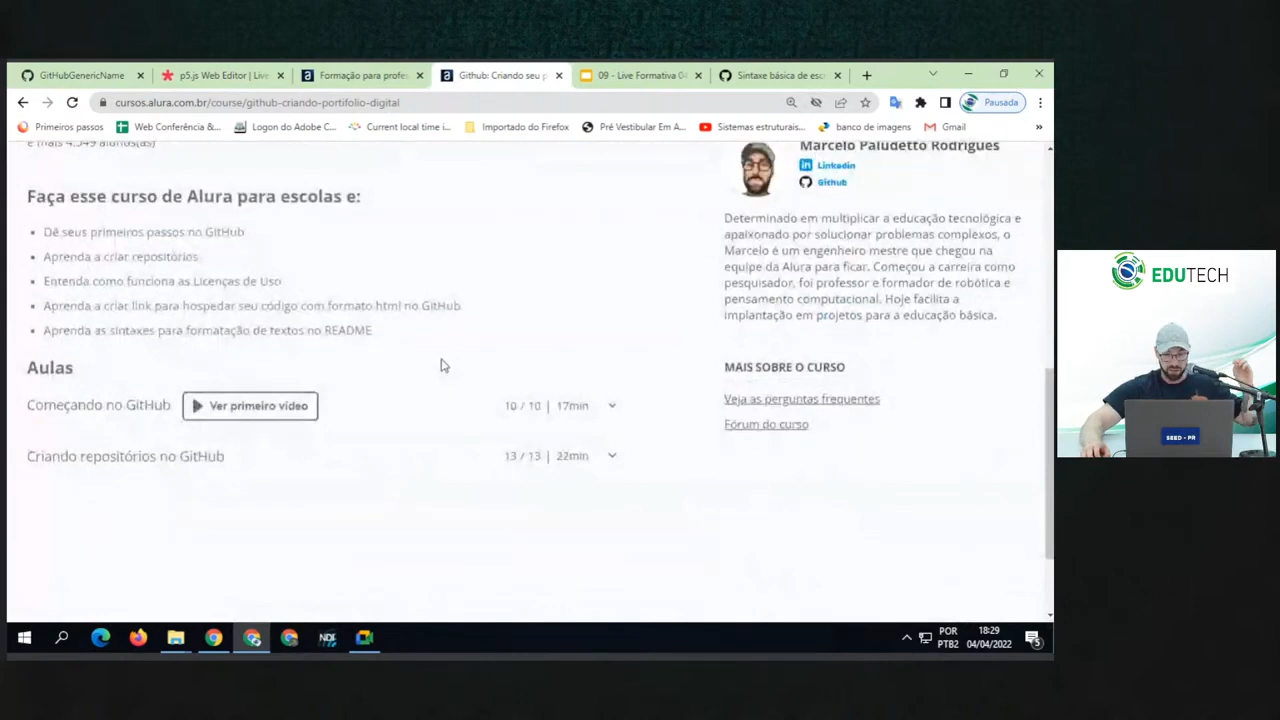 GitHubGenericName
p5.js Web Editor | Live
Formação para profes
Github: Criando seu p
09 - Live Formativa 04
Sintaxe básica de esc
cursos.alura.com.br/course/github-criando-portifolio-digital
Pausada
Primeiros passos
Web Conferência &...
Logon do Adobe C...
Current local time i...
Importado do Firefox
Pré Vestibular Em A...
Sistemas estruturais...
banco de imagens
Gmail
»
e mais 4.549 alunos(as)
Marcelo Paludetto Rodrigues
Linkedin
Github
Faça esse curso de Alura para escolas e:
Dê seus primeiros passos no GitHub
Aprenda a criar repositórios
Entenda como funciona as Licenças de Uso
Aprenda a criar link para hospedar seu código com formato html no GitHub
Aprenda as sintaxes para formatação de textos no README
Determinado em multiplicar a educação tecnológica e
apaixonado por solucionar problemas complexos, o
Marcelo é um engenheiro mestre que chegou na
equipe da Alura para ficar. Começou a carreira como
pesquisador, foi professor e formador de robótica e
pensamento computacional. Hoje facilita a
implantação em projetos para a educação básica.
Aulas
Começando no GitHub
Ver primeiro vídeo
10 / 10 | 17min
Criando repositórios no GitHub
13 / 13 | 22min
MAIS SOBRE O CURSO
Veja as perguntas frequentes
Fórum do curso
NDI
POR
PTB2
18:29
04/04/2022
5
EDUTECH
SEED - PR